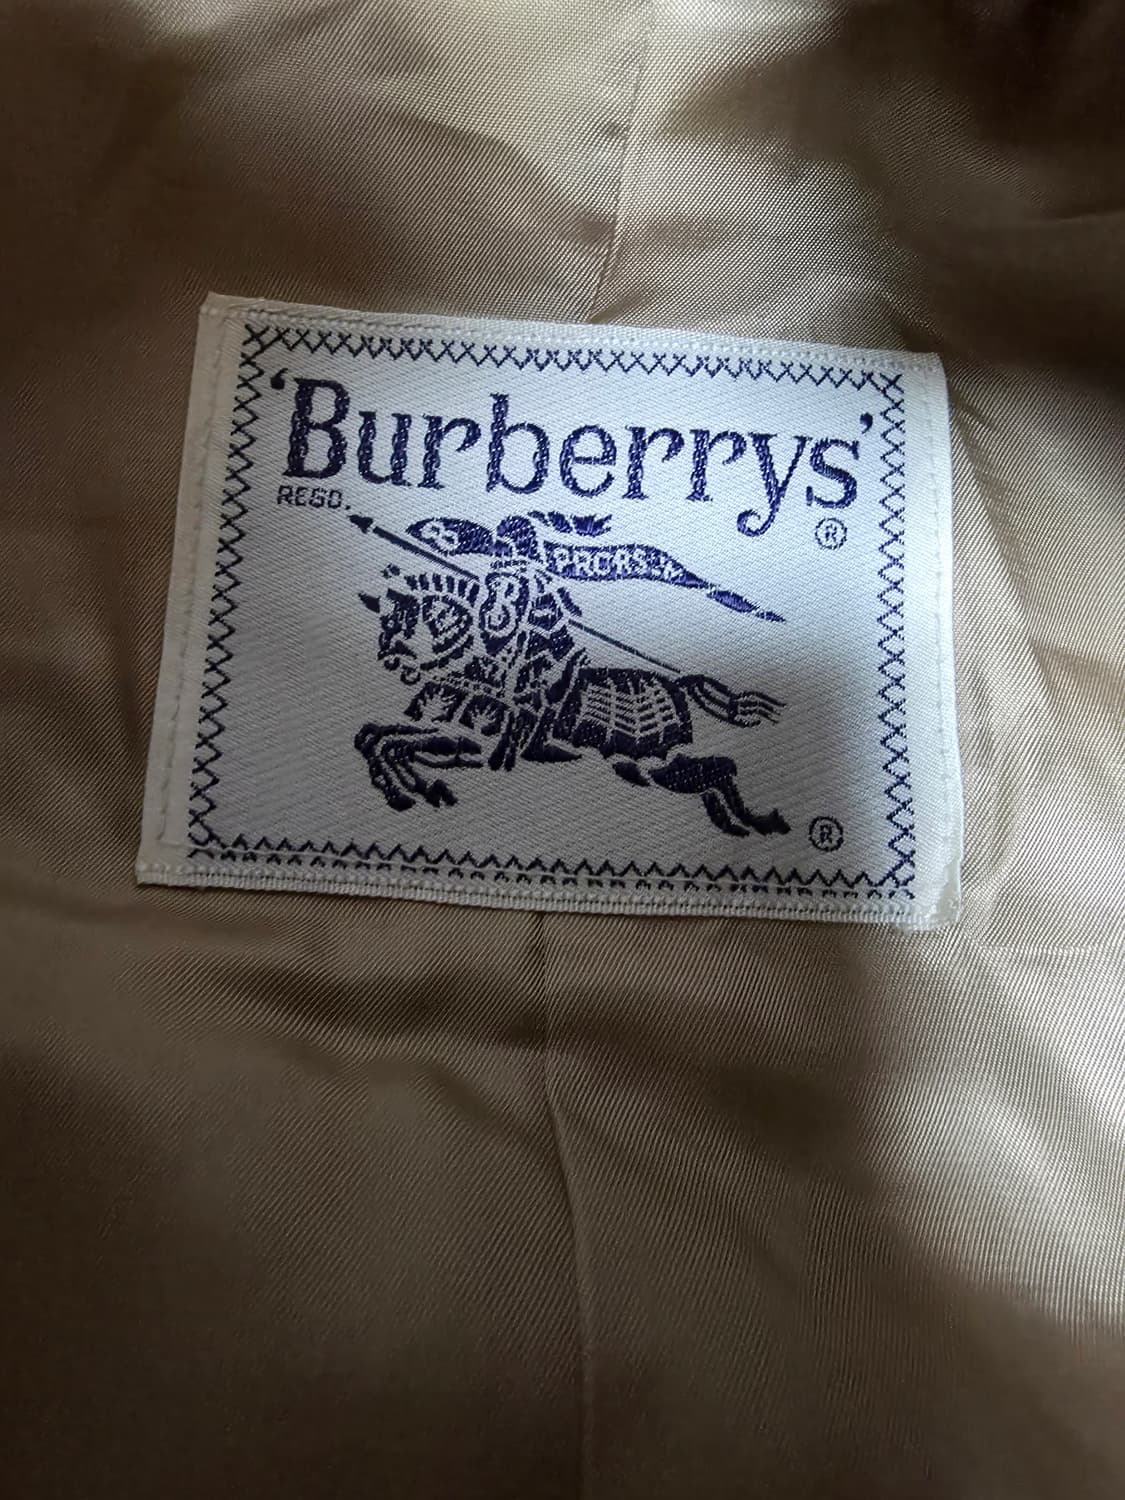 ‘Burberrys’
REGD.
®
PRORSUM
®